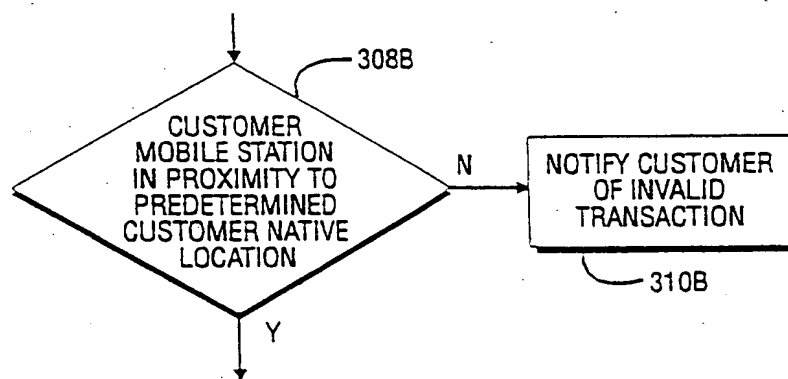 308B
CUSTOMER
MOBILE STATION
IN PROXIMITY TO
PREDETERMINED
CUSTOMER NATIVE
LOCATION
N
NOTIFY CUSTOMER
OF INVALID
TRANSACTION
310B
Y